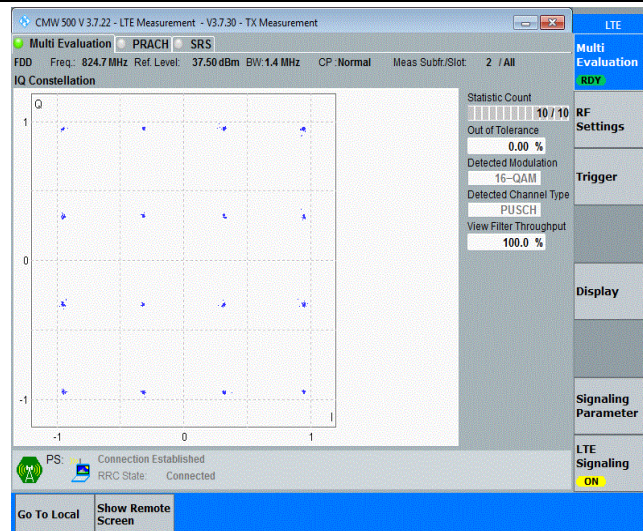 CMW 500 V 3.7.22 - LTE Measurement - V3.7.30 - TX Measurement
LTE
Multi Evaluation PRACH SRS
Multi
Evaluation
RDY
FDD Freq.: 824.7 MHz Ref. Level: 37.50 dBm BW: 1.4 MHz CP : Normal Meas Subfr./Slot: 2 / All
IQ Constellation
Q
1
0
-1
-1 0 1
I
Statistic Count
10 / 10
Out of Tolerance
0.00 %
Detected Modulation
16-QAM
Detected Channel Type
PUSCH
View Filter Throughput
100.0 %
RF
Settings
Trigger
Display
Signaling
Parameter
LTE
Signaling
ON
PS: Connection Established
RRC State: Connected
Go To Local
Show Remote
Screen